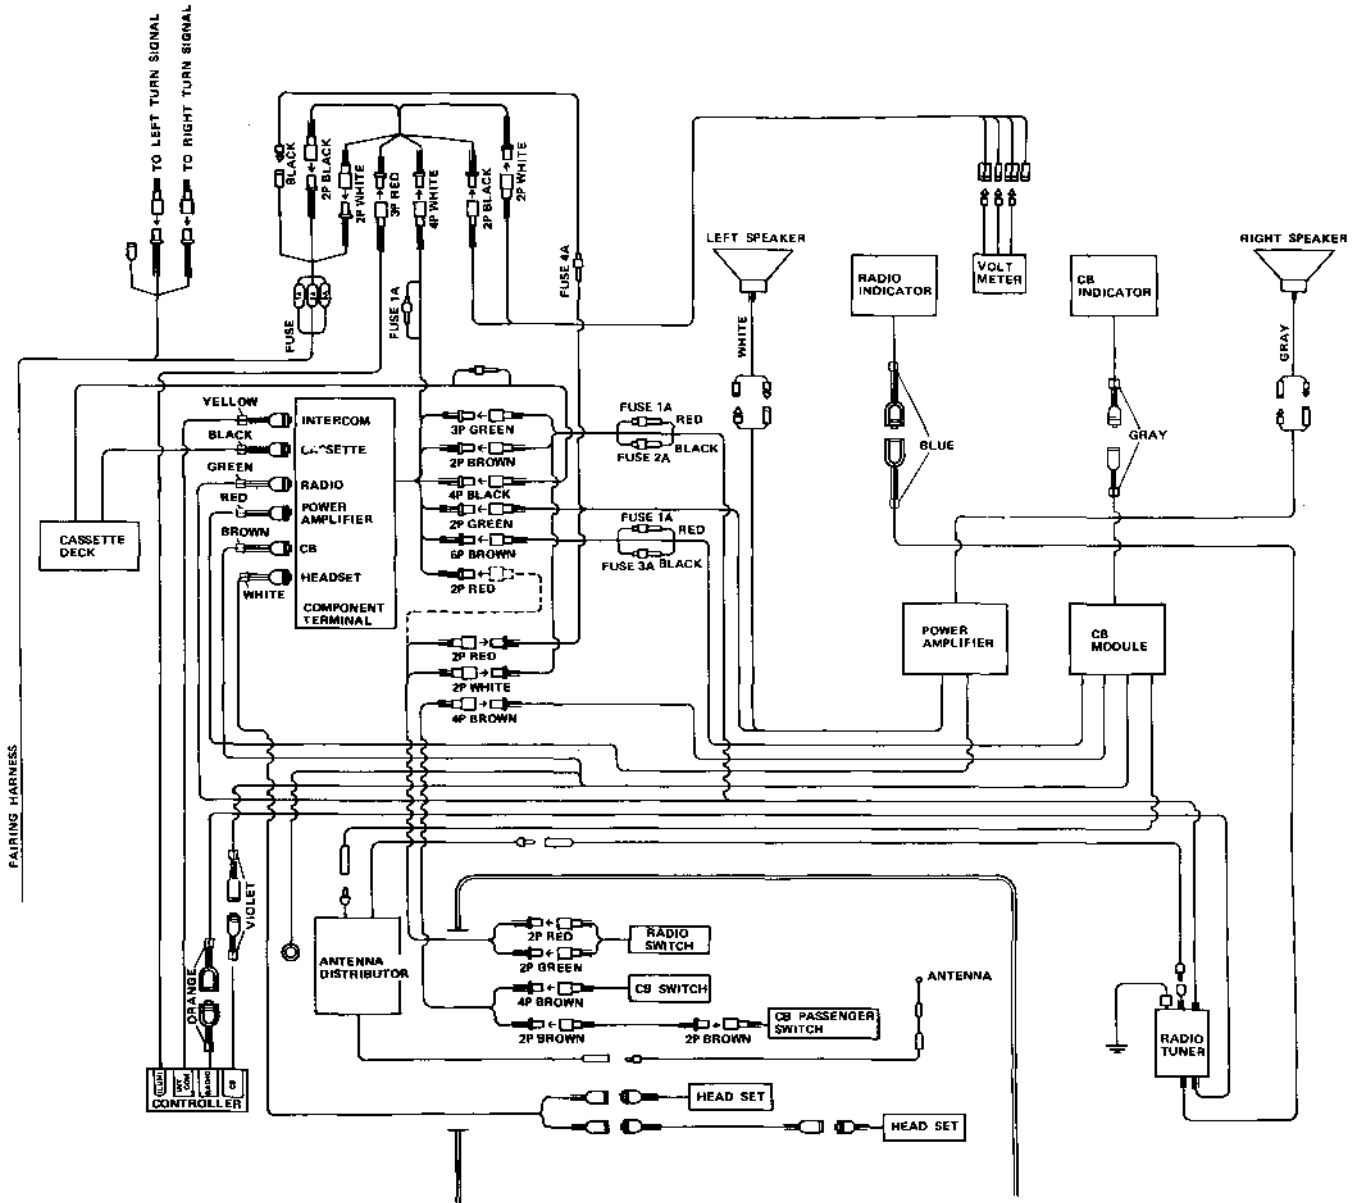 TO LEFT TURN SIGNAL
TO RIGHT TURN SIGNAL
BLACK
2P BLACK
2P WHITE
3P RED
4P WHITE
2P BLACK
2P WHITE
FUSE
FUSE 1A
FUSE 4A
LEFT SPEAKER
WHITE
RADIO
INDICATOR
VOLT
METER
CB
INDICATOR
RIGHT SPEAKER
GRAY
BLUE
GRAY
YELLOW
INTERCOM
BLACK
CASSETTE
GREEN
RADIO
RED
POWER
AMPLIFIER
BROWN
CB
HEADSET
WHITE
COMPONENT
TERMINAL
CASSETTE
DECK
3P GREEN
2P BROWN
4P BLACK
2P GREEN
6P BROWN
2P RED
FUSE 1A
RED
BLACK
FUSE 2A
FUSE 1A
RED
FUSE 3A
BLACK
2P RED
2P WHITE
4P BROWN
POWER
AMPLIFIER
CB
MODULE
FAIRING HARNESS
VIOLET
ORANGE
ANTENNA
DISTRIBUTOR
2P RED
2P GREEN
RADIO
SWITCH
4P BROWN
CB SWITCH
2P BROWN
2P BROWN
CB PASSENGER
SWITCH
ANTENNA
RADIO
TUNER
INT
COM
RADIO
CB
CONTROLLER
HEAD SET
HEAD SET